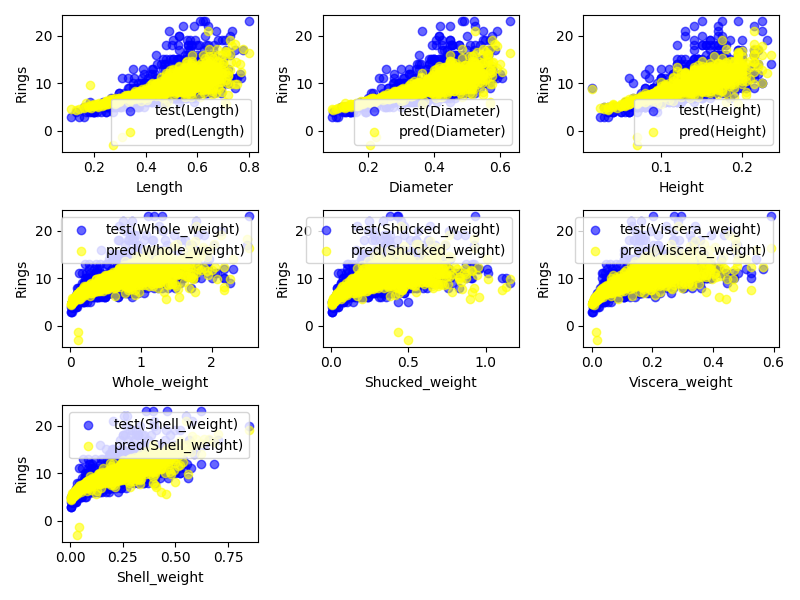 20
10
0
Rings
test(Length)
pred(Length)
0.2 0.4 0.6 0.8
Length
20
10
0
Rings
test(Diameter)
pred(Diameter)
0.2 0.4 0.6
Diameter
20
10
0
Rings
test(Height)
pred(Height)
0.1 0.2
Height
20
10
0
Rings
test(Whole_weight)
pred(Whole_weight)
0 1 2
Whole_weight
20
10
0
Rings
test(Shucked_weight)
pred(Shucked_weight)
0.0 0.5 1.0
Shucked_weight
20
10
0
Rings
test(Viscera_weight)
pred(Viscera_weight)
0.0 0.2 0.4 0.6
Viscera_weight
20
10
0
Rings
test(Shell_weight)
pred(Shell_weight)
0.00 0.25 0.50 0.75
Shell_weight